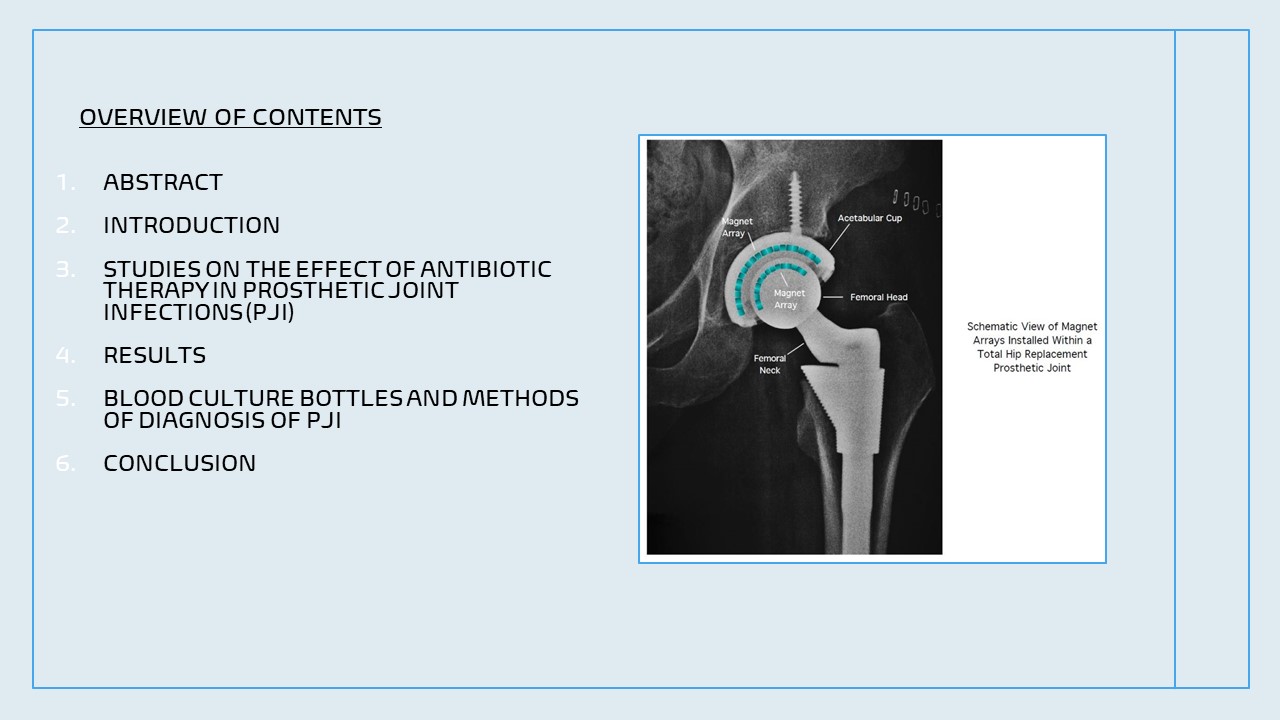 OVERVIEW OF CONTENTS
1. ABSTRACT
2. INTRODUCTION
3. STUDIES ON THE EFFECT OF ANTIBIOTIC
THERAPY IN PROSTHETIC JOINT
INFECTIONS(PJI)
4. RESULTS
5. BLOOD CULTURE BOTTLES AND METHODS
OF DIAGNOSIS OF PJI
6. CONCLUSION
Magnet
Array
Acetabular Cup
Magnet
Array
Femoral Head
Femoral
Neck
Schematic View of Magnet
Arrays Installed Within a
Total Hip Replacement
Prosthetic Joint